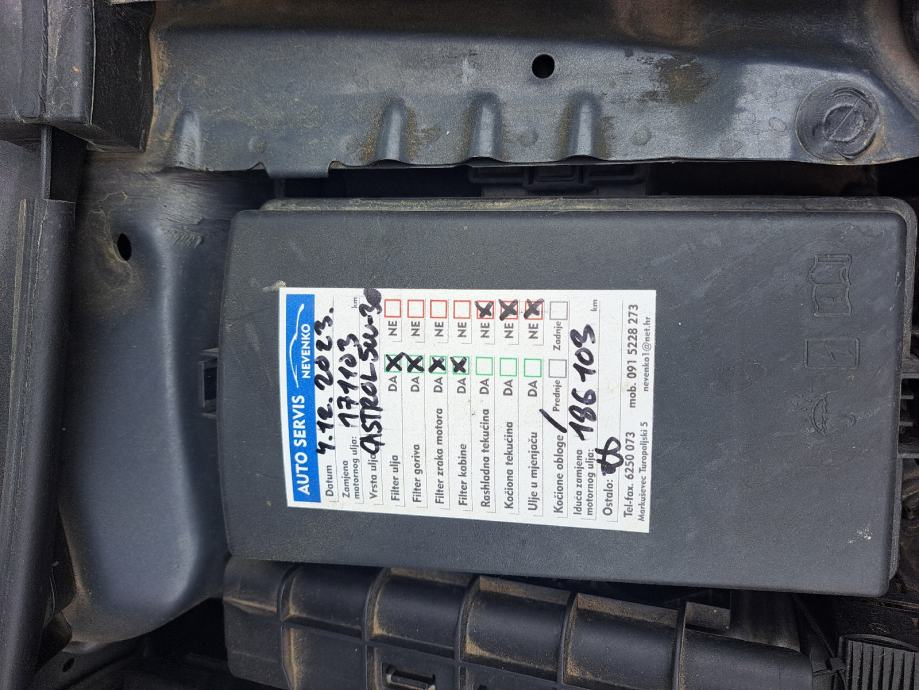 AUTO SERVIS
NEVENKO
Datum 4.12.2023.
Zamjena
motornog ulja: 171103 km
Vrsta ulja: CASTROL 5W-30
Filter ulja DA X NE
Filter goriva DA X NE
Filter zraka motora DA X NE
Filter kabine DA X NE
Rashladna tekućina DA NE X
Kočiona tekućina DA NE X
Ulje u mjenjaču DA NE X
Kočione obloge / Prednje Zadnje
Iduća zamjena
motornog ulja: 186103 km
Ostalo:
Tel-fax. 6250 073 mob. 091 5228 273
Markuševec Turopoljski 5 nevenko1@net.hr